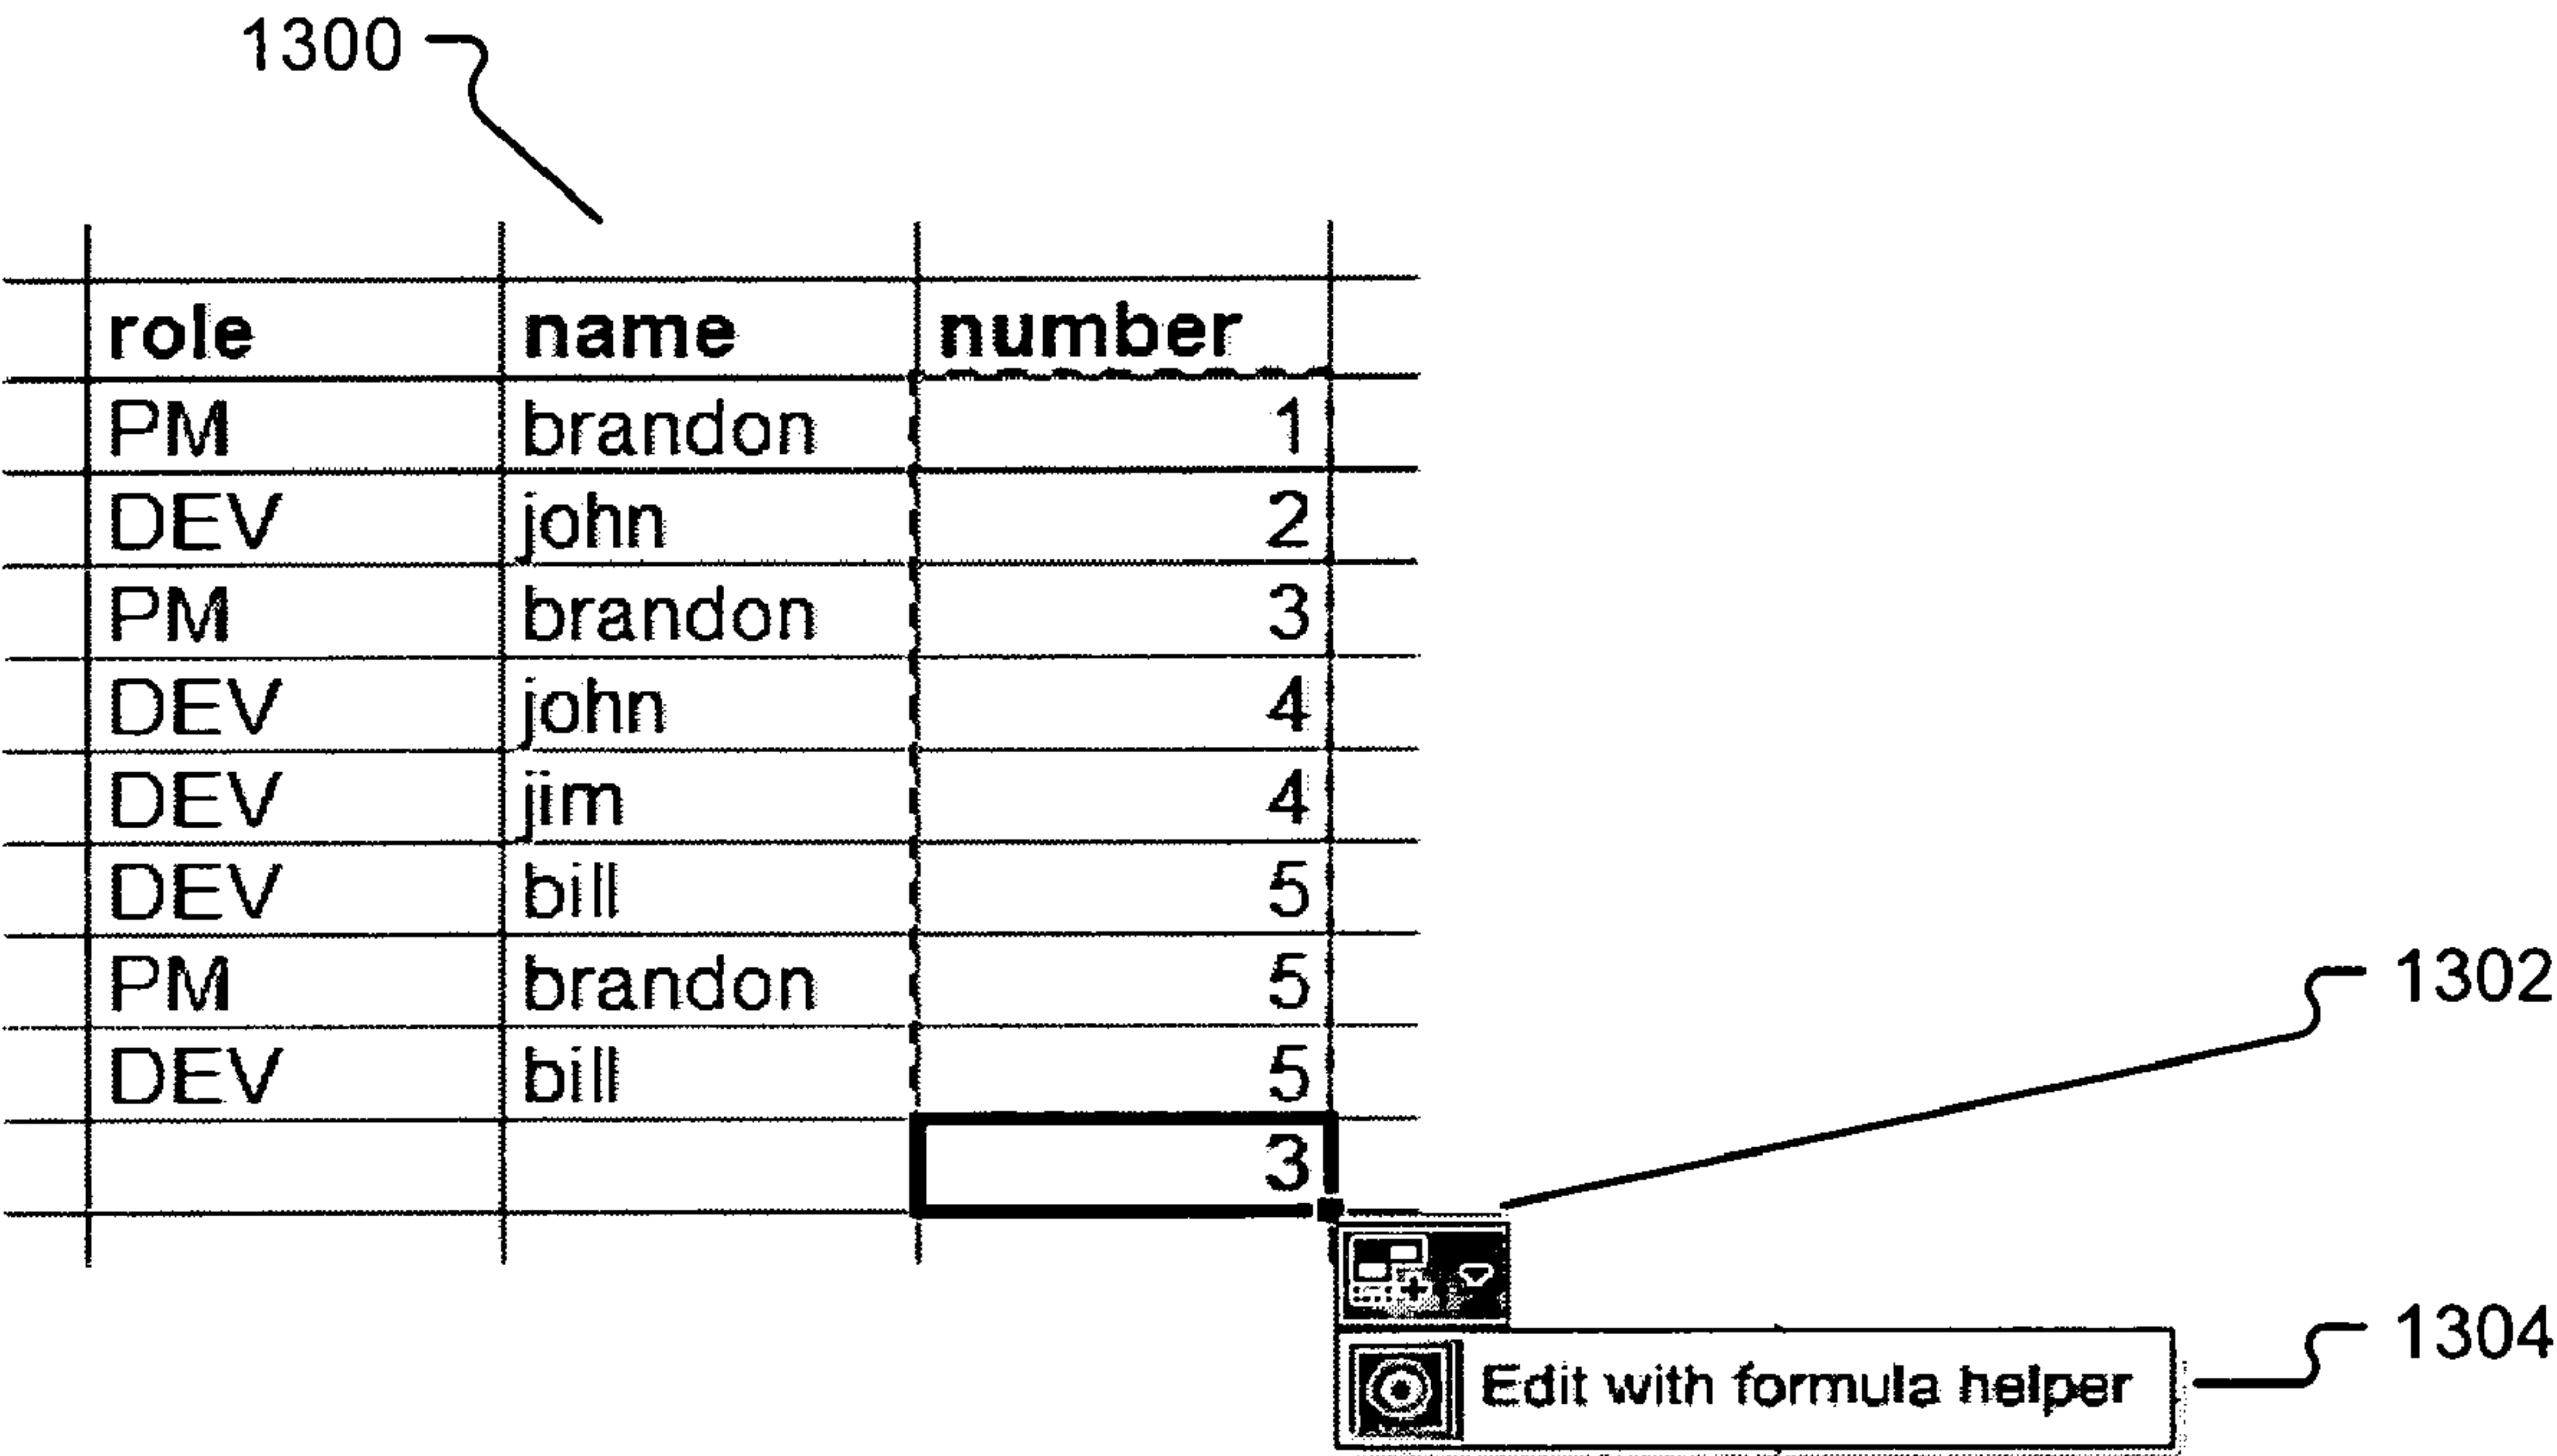 1300
role name number
PM brandon 1
DEV john 2
PM brandon 3
DEV john 4
DEV jim 4
DEV bill 5
PM brandon 5
DEV bill 5
3
1302
Edit with formula helper
1304